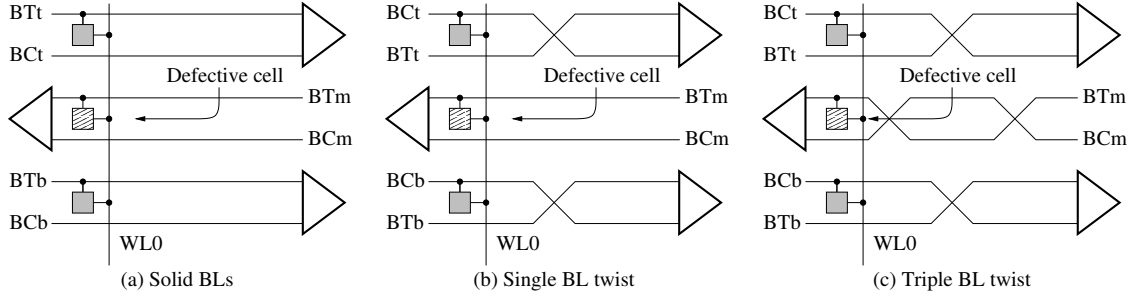 BTt
BCt
Defective cell
BTm
BCm
BTb
BCb
WL0
(a) Solid BLs
BCt
BTt
Defective cell
BTm
BCm
BCb
BTb
WL0
(b) Single BL twist
BCt
BTt
Defective cell
BTm
BCm
BCb
BTb
WL0
(c) Triple BL twist